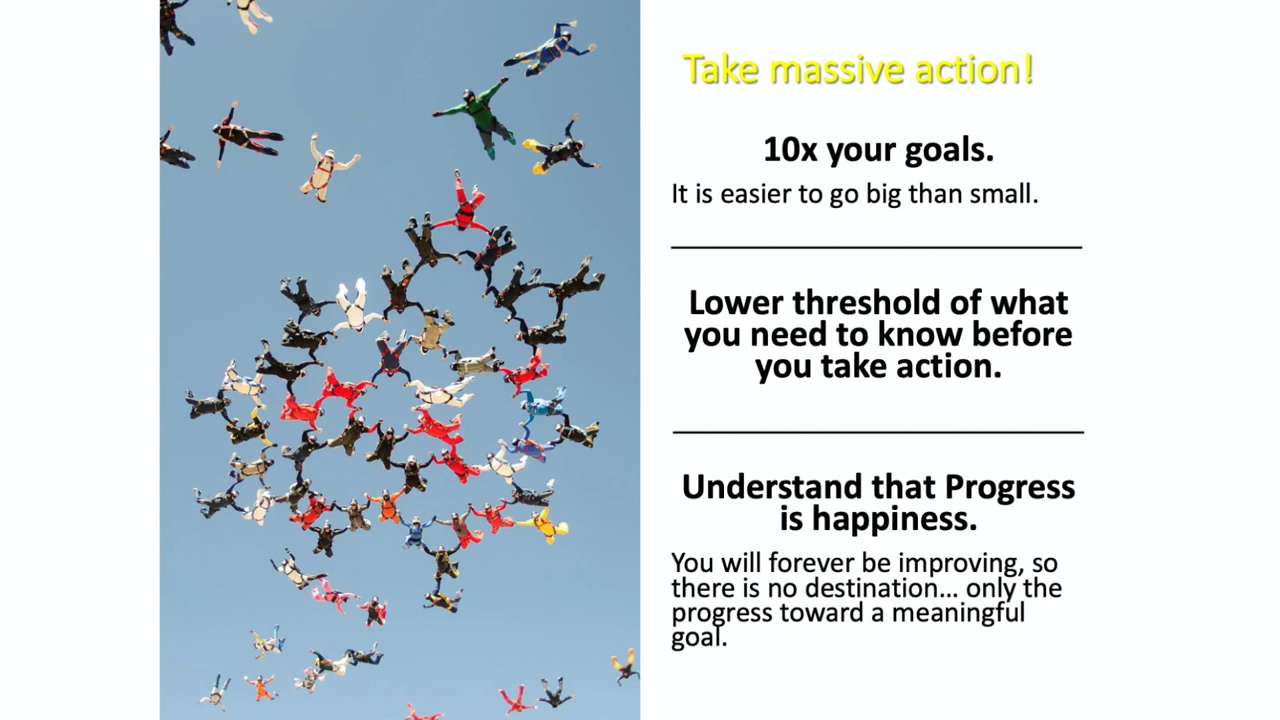 Take massive action!
10x your goals.
It is easier to go big than small.
Lower threshold of what
you need to know before
you take action.
Understand that Progress
is happiness.
You will forever be improving, so
there is no destination... only the
progress toward a meaningful
goal.